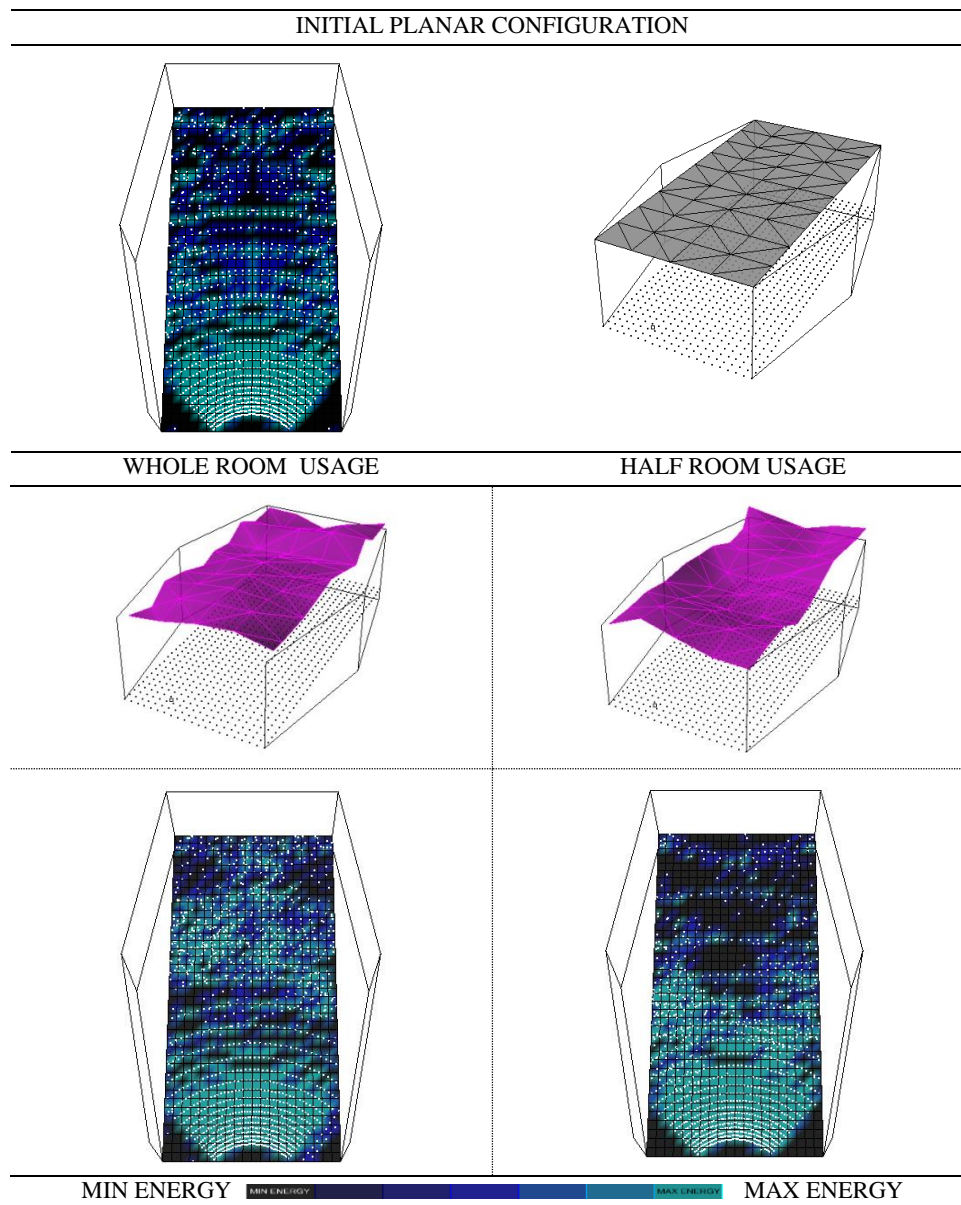 INITIAL PLANAR CONFIGURATION
WHOLE ROOM USAGE
HALF ROOM USAGE
MIN ENERGY MIN ENERGY MAX ENERGY MAX ENERGY